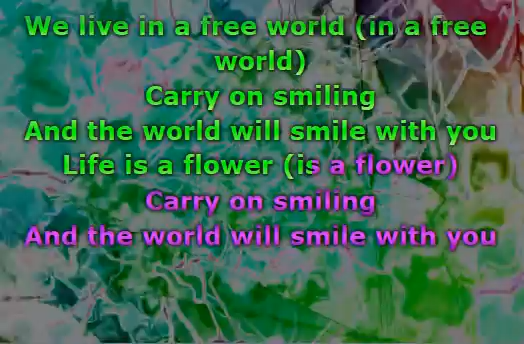 We live in a free world (in a free
world)
Carry on smiling
And the world will smile with you
Life is a flower (is a flower)
Carry on smiling
And the world will smile with you